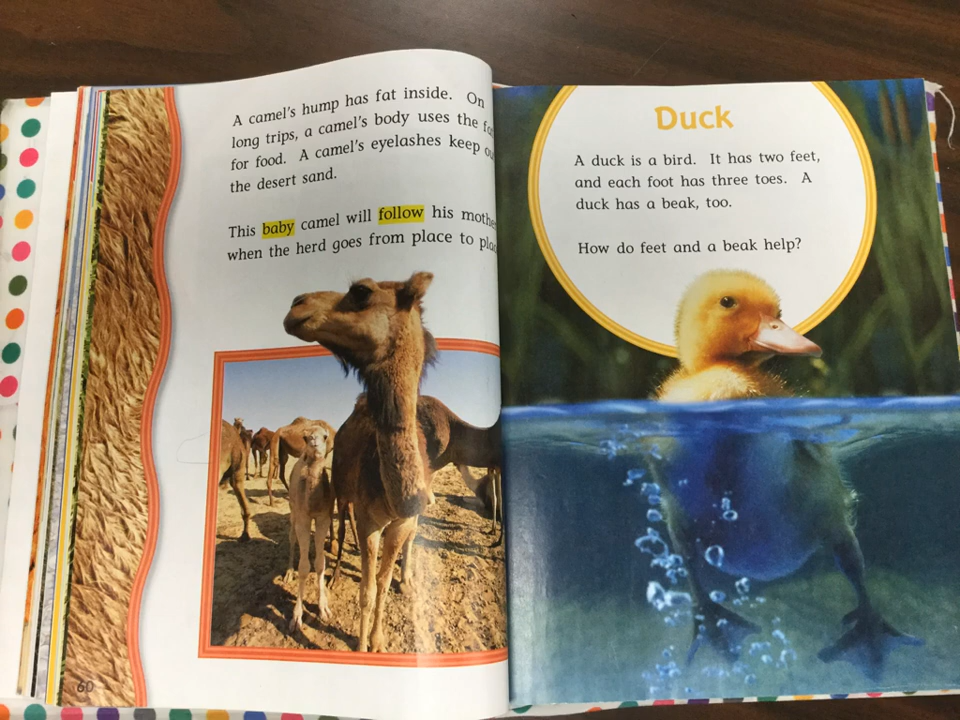 A camel's hump has fat inside. On
long trips, a camel's body uses the
for food. A camel's eyelashes keep
the desert sand.
This baby camel will follow his
when the herd goes from place to
60
Duck
A duck is a bird. It has two feet,
and each foot has three toes. A
duck has a beak, too.
How do feet and a beak help?